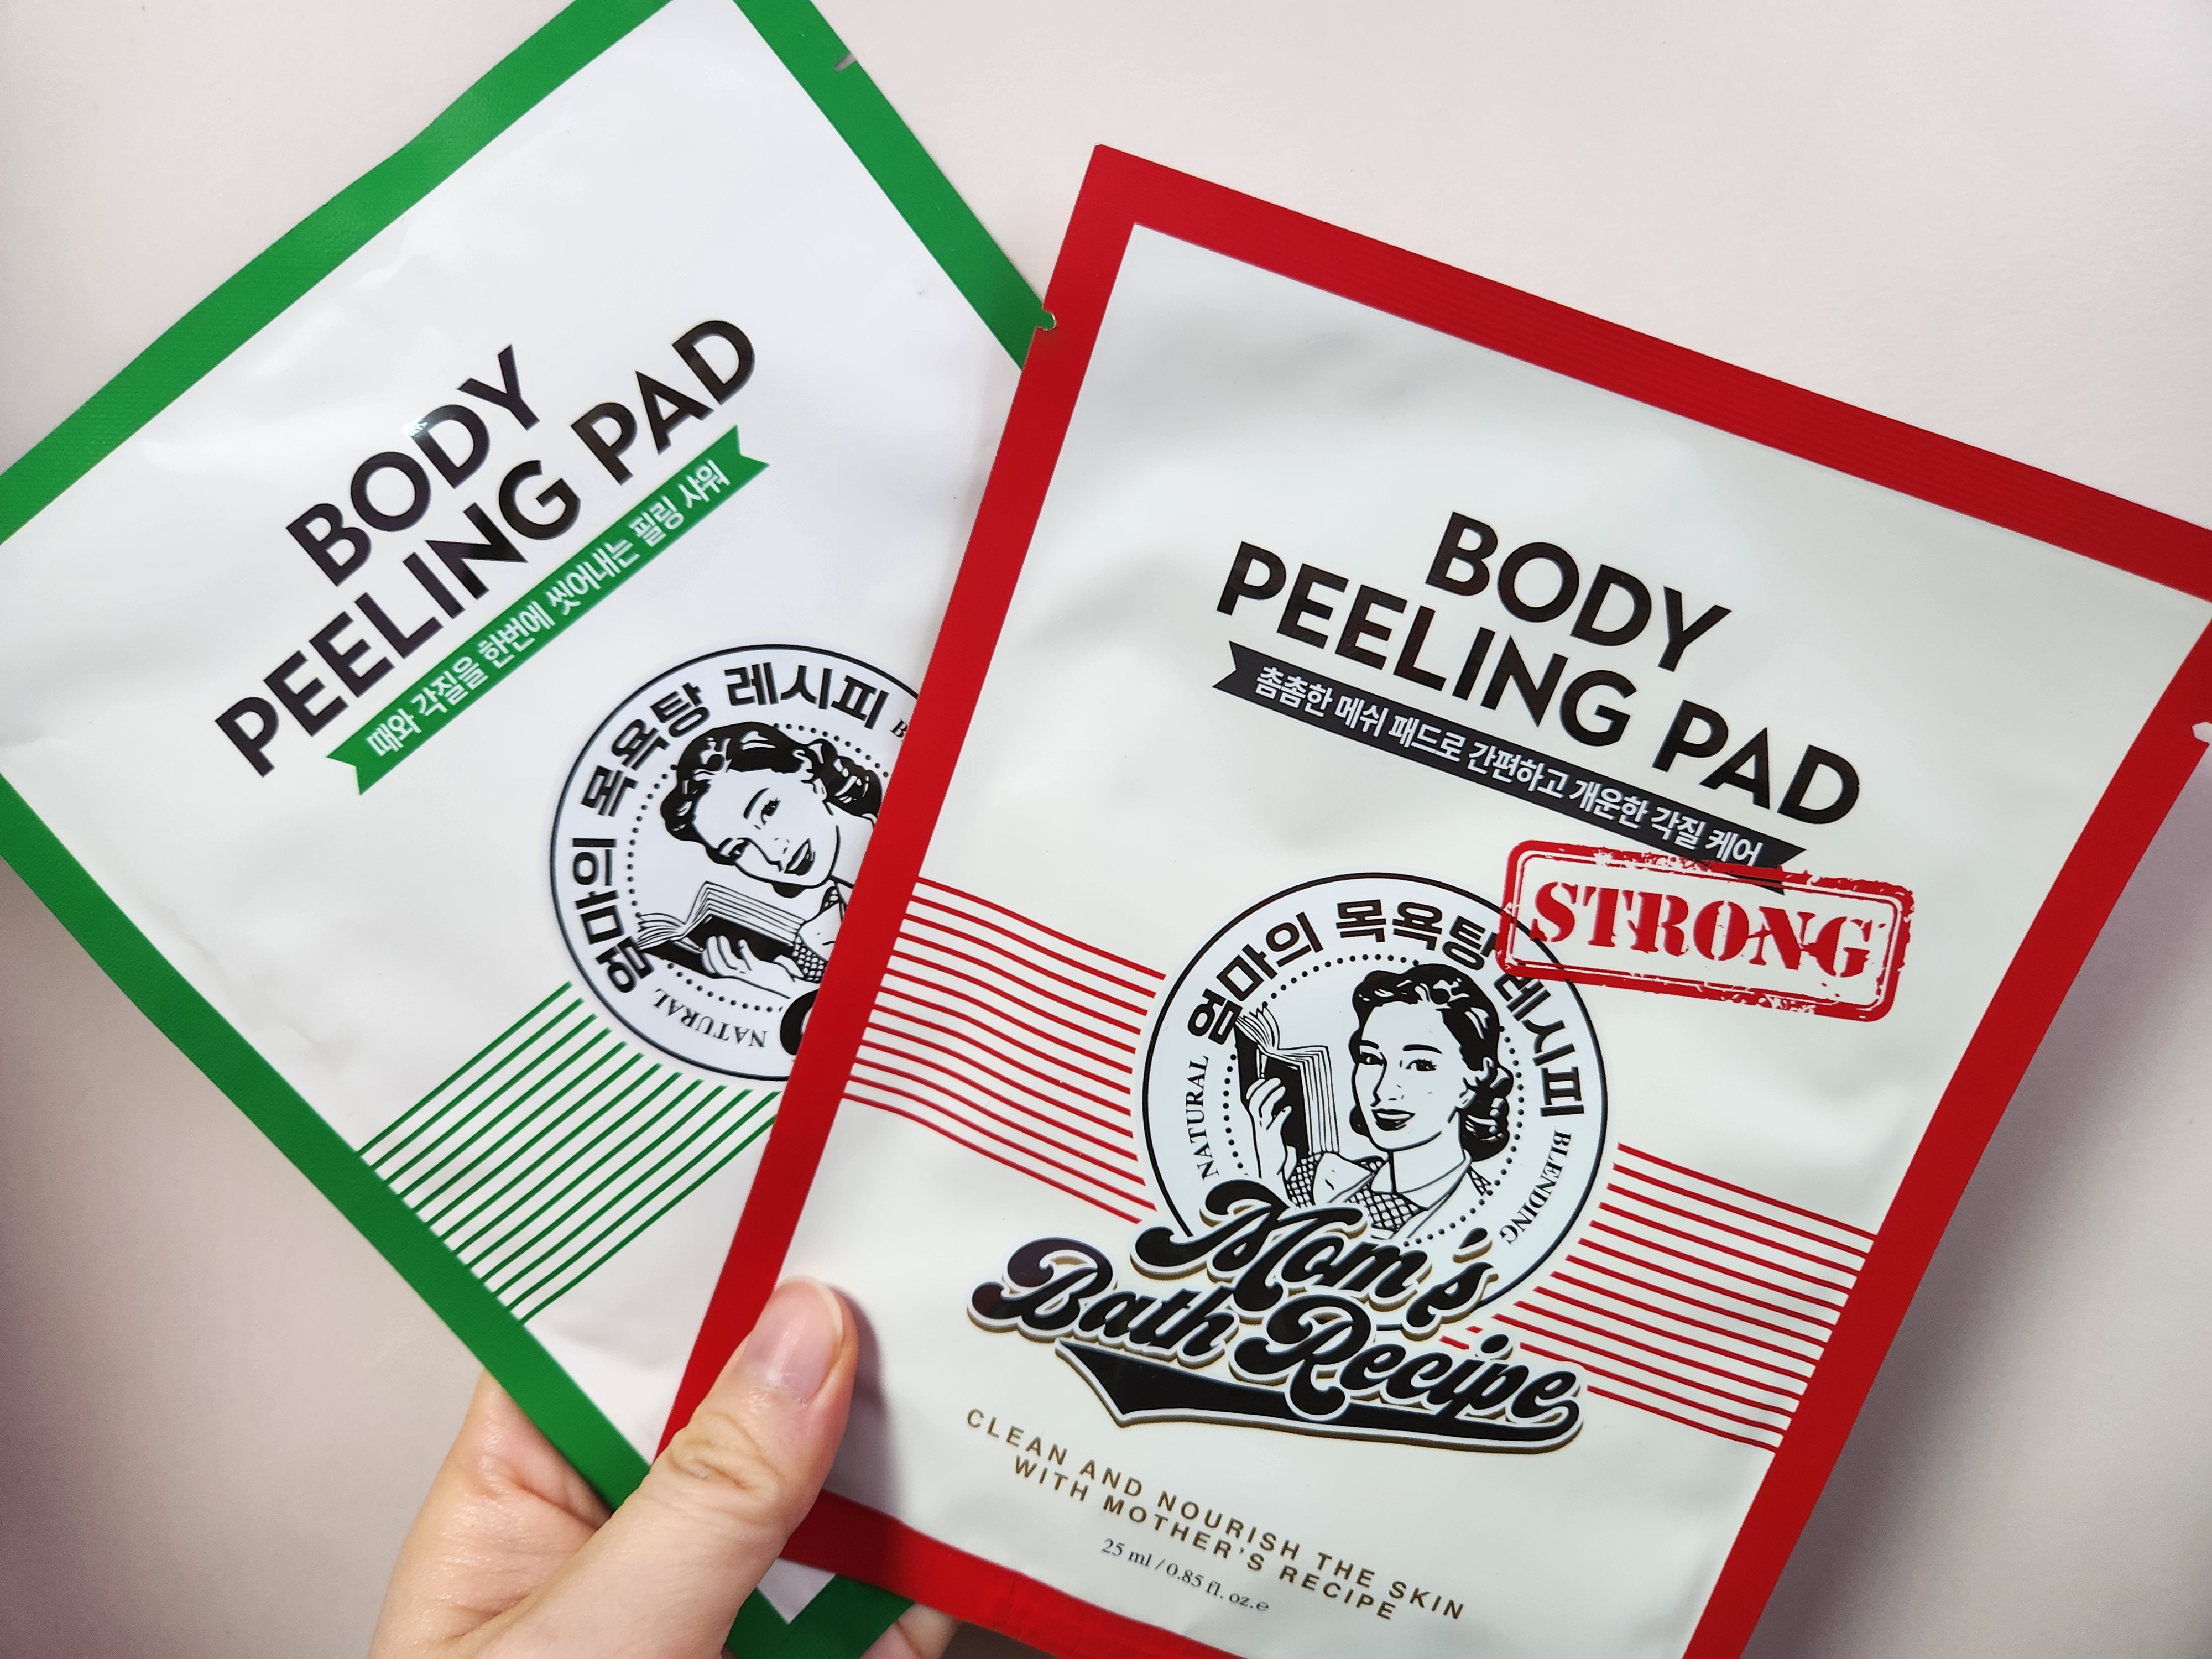 BODY
PEELING PAD
때와 각질을 한번에 씻어내는 필링 샤워
엄마의 목욕탕 레시피
NATURAL
BODY
PEELING PAD
촘촘한 메쉬 패드로 간편하고 개운한 각질 케어
STRONG
엄마의 목욕탕 레시피
NATURAL
BLENDING
Mom's
Bath Recipe
CLEAN AND NOURISH THE SKIN
WITH MOTHER'S RECIPE
25 ml / 0.85 fl. oz.℮